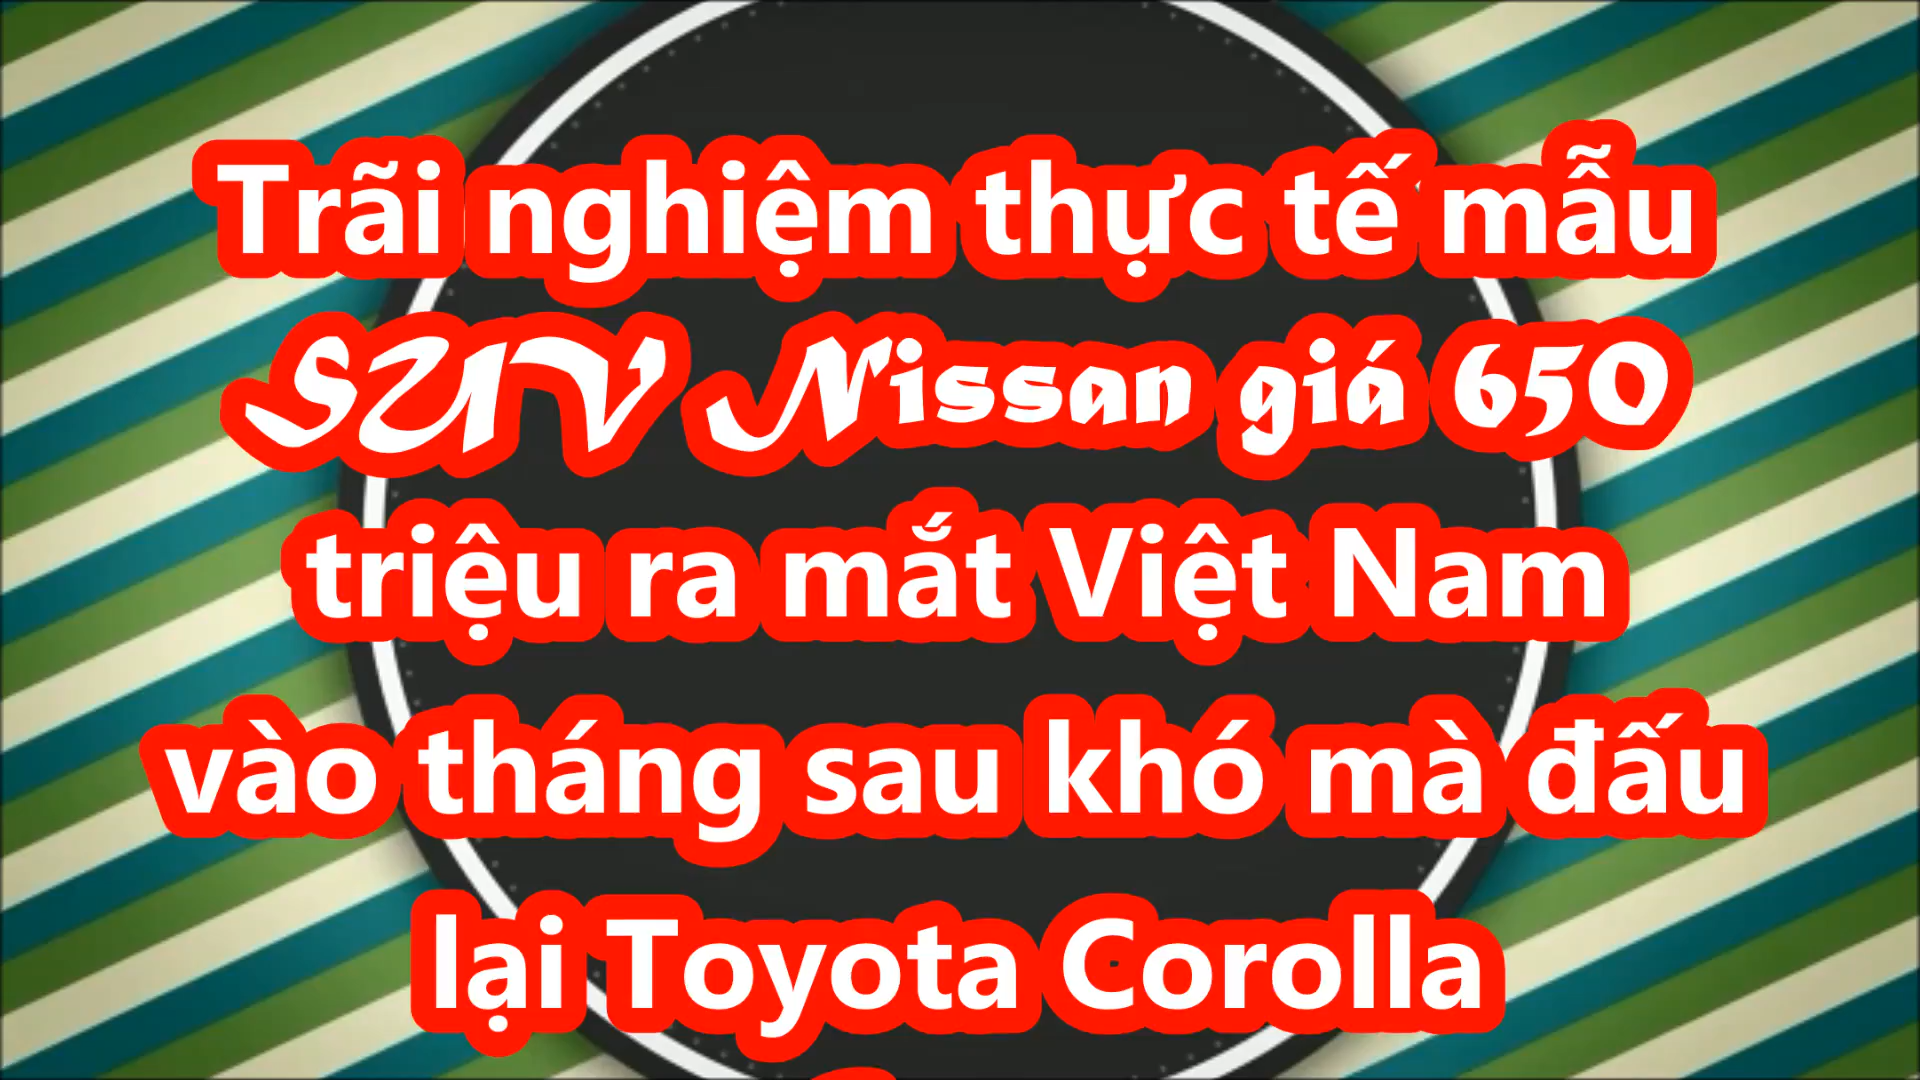 Trãi nghiệm thực tế mẫu
SUV Nissan giá 650
triệu ra mắt Việt Nam
vào tháng sau khó mà đấu
lại Toyota Corolla